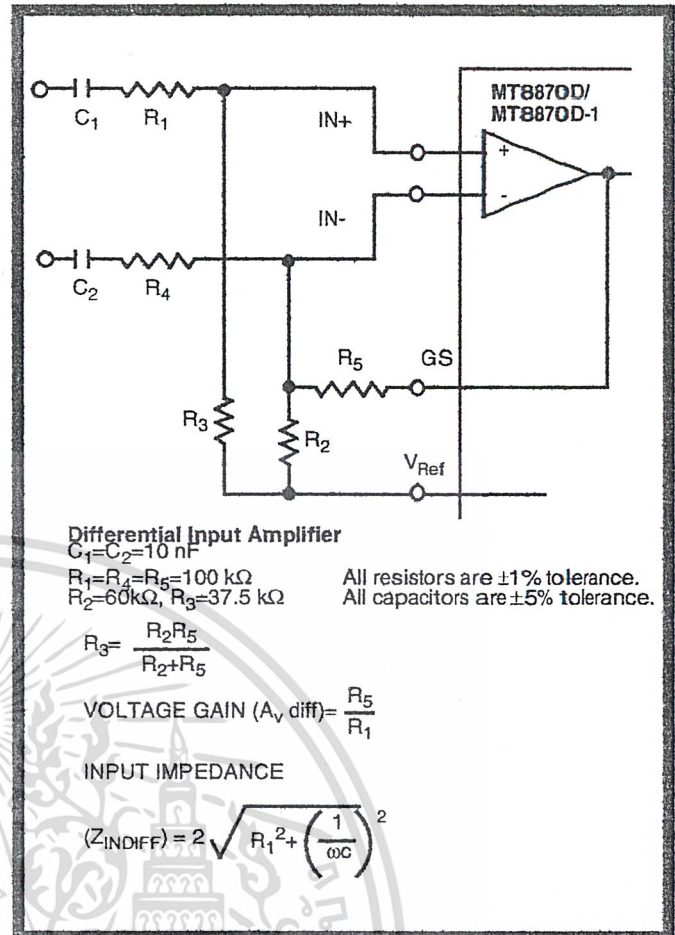 MT8870D/
MT8870D-1
C1
R1
IN+
+
IN-
-
C2
R4
R5
GS
R3
R2
VRef
Differential Input Amplifier
C1=C2=10 nF
R1=R4=R5=100 kΩ All resistors are ±1% tolerance.
R2=60kΩ, R3=37.5 kΩ All capacitors are ±5% tolerance.
R3= R2R5
R2+R5
VOLTAGE GAIN (Av diff)= R5
R1
INPUT IMPEDANCE
(ZINDIFF) = 2√R1²+(1/ωc)²